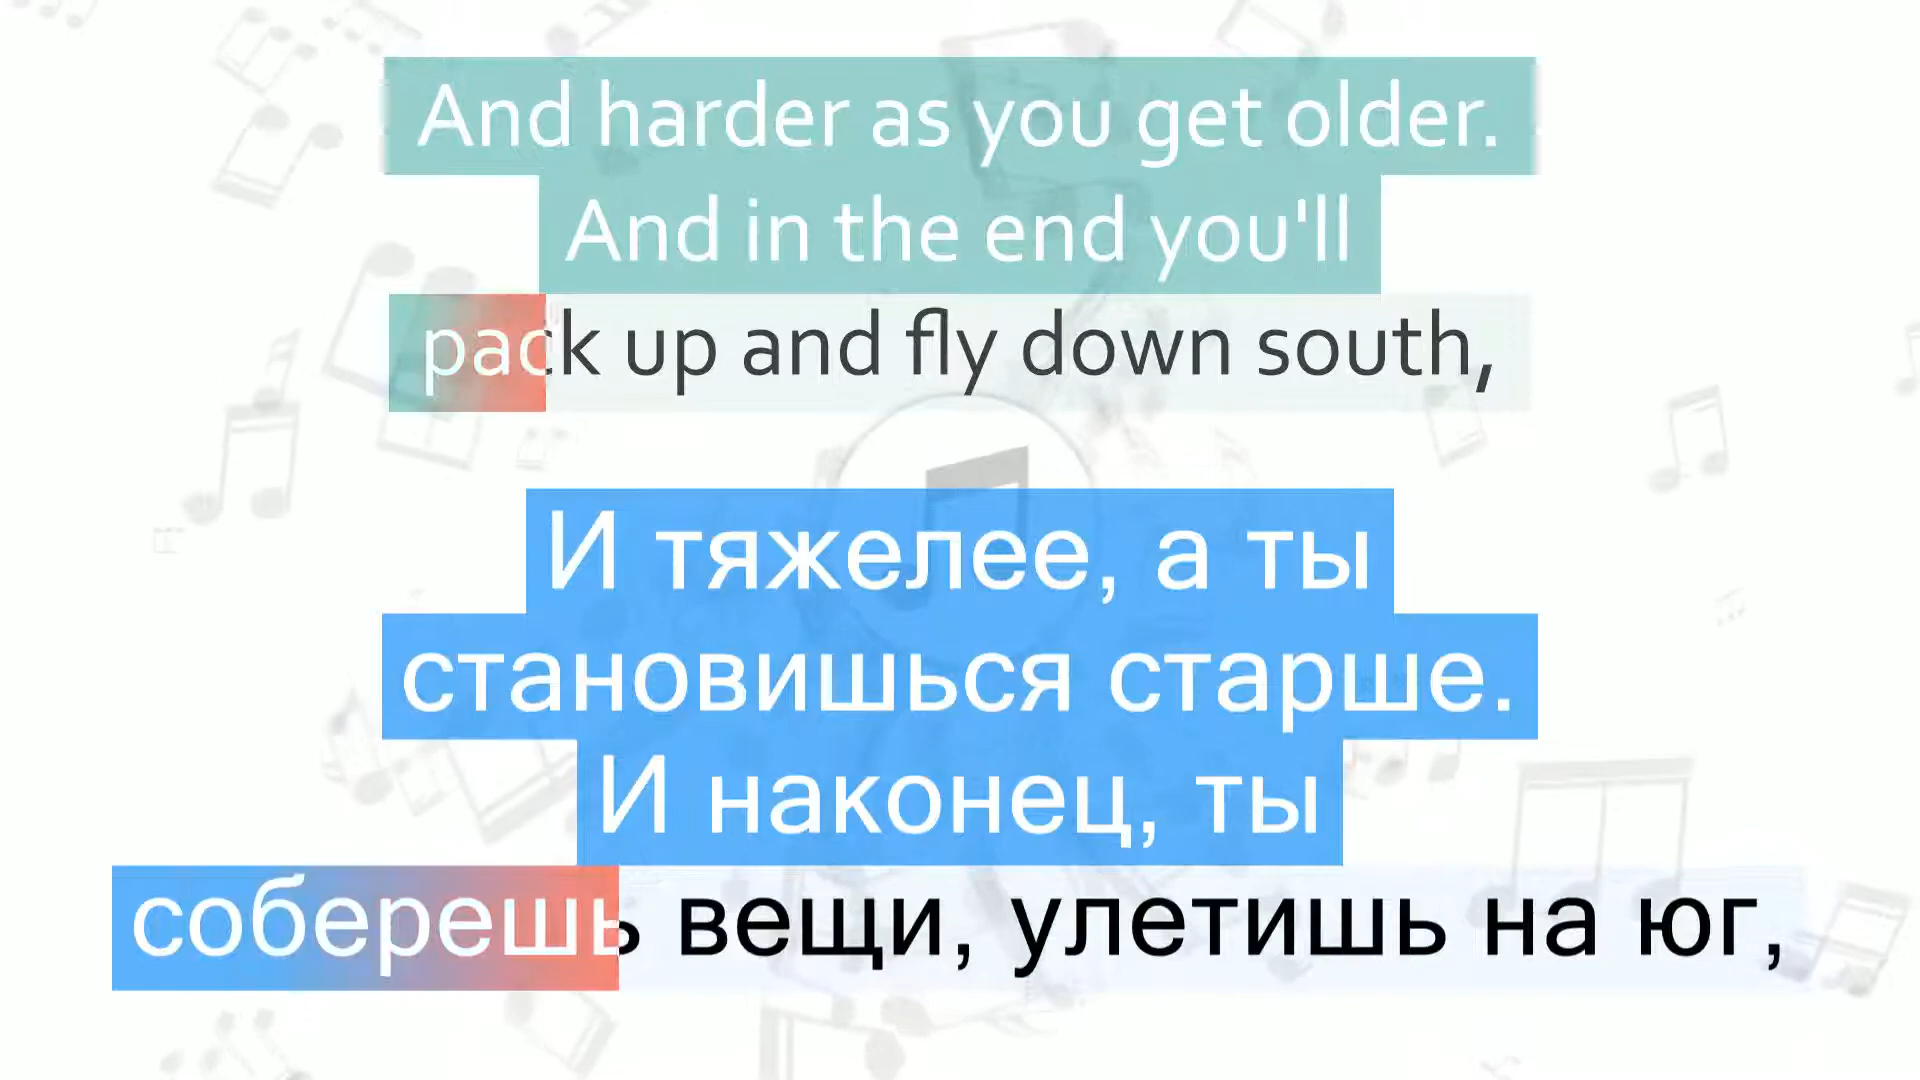 And harder as you get older.
And in the end you'll
pack up and fly down south,
И тяжелее, а ты
становишься старше.
И наконец, ты
соберешь вещи, улетишь на юг,